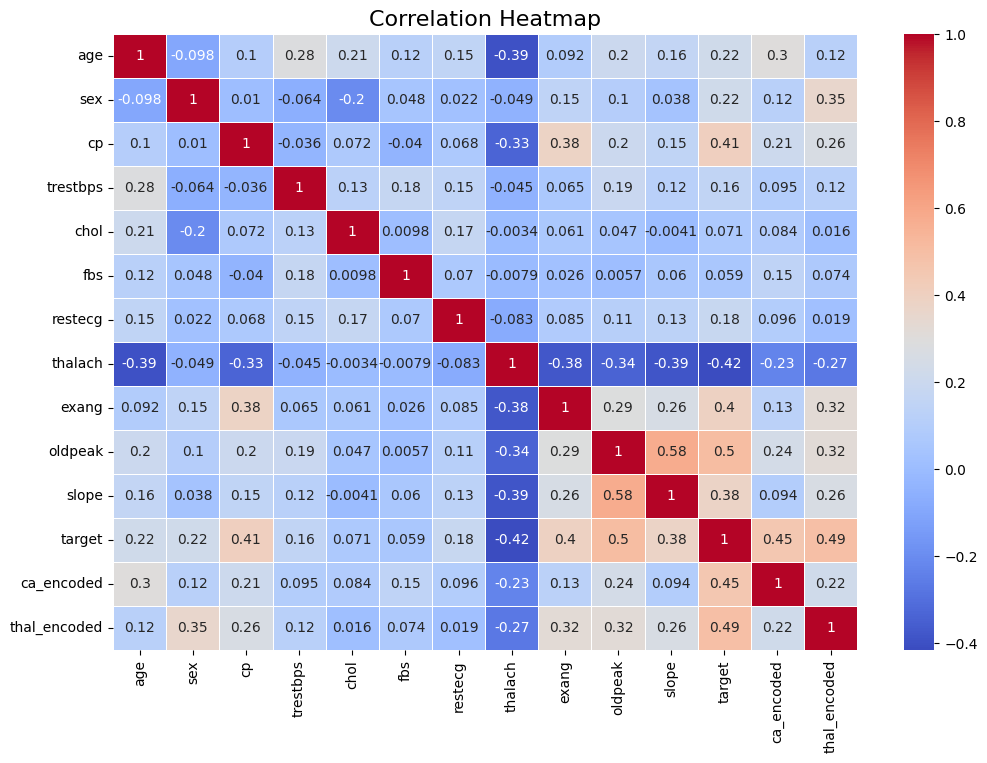 Correlation Heatmap
age 1 -0.098 0.1 0.28 0.21 0.12 0.15 -0.39 0.092 0.2 0.16 0.22 0.3 0.12
sex -0.098 1 0.01 -0.064 -0.2 0.048 0.022 -0.049 0.15 0.1 0.038 0.22 0.12 0.35
cp 0.1 0.01 1 -0.036 0.072 -0.04 0.068 -0.33 0.38 0.2 0.15 0.41 0.21 0.26
trestbps 0.28 -0.064 -0.036 1 0.13 0.18 0.15 -0.045 0.065 0.19 0.12 0.16 0.095 0.12
chol 0.21 -0.2 0.072 0.13 1 0.0098 0.17 -0.0034 0.061 0.047 -0.0041 0.071 0.084 0.016
fbs 0.12 0.048 -0.04 0.18 0.0098 1 0.07 -0.0079 0.026 0.0057 0.06 0.059 0.15 0.074
restecg 0.15 0.022 0.068 0.15 0.17 0.07 1 -0.083 0.085 0.11 0.13 0.18 0.096 0.019
thalach -0.39 -0.049 -0.33 -0.045 -0.0034 -0.0079 -0.083 1 -0.38 -0.34 -0.39 -0.42 -0.23 -0.27
exang 0.092 0.15 0.38 0.065 0.061 0.026 0.085 -0.38 1 0.29 0.26 0.4 0.13 0.32
oldpeak 0.2 0.1 0.2 0.19 0.047 0.0057 0.11 -0.34 0.29 1 0.58 0.5 0.24 0.32
slope 0.16 0.038 0.15 0.12 -0.0041 0.06 0.13 -0.39 0.26 0.58 1 0.38 0.094 0.26
target 0.22 0.22 0.41 0.16 0.071 0.059 0.18 -0.42 0.4 0.5 0.38 1 0.45 0.49
ca_encoded 0.3 0.12 0.21 0.095 0.084 0.15 0.096 -0.23 0.13 0.24 0.094 0.45 1 0.22
thal_encoded 0.12 0.35 0.26 0.12 0.016 0.074 0.019 -0.27 0.32 0.32 0.26 0.49 0.22 1
age sex cp trestbps chol fbs restecg thalach exang oldpeak slope target ca_encoded thal_encoded
1.0
0.8
0.6
0.4
0.2
0.0
−0.2
−0.4